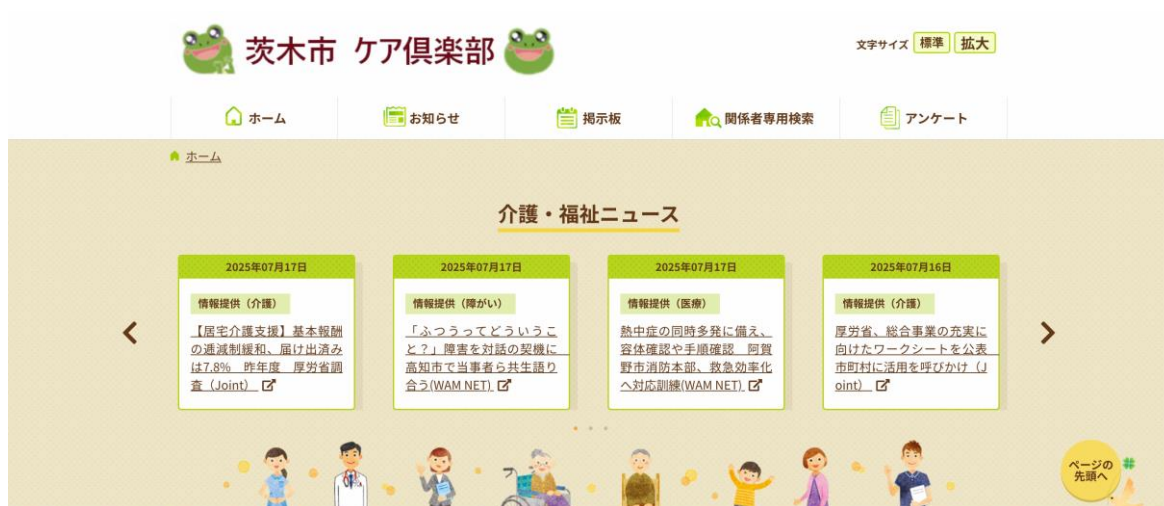 茨木市 ケア倶楽部
文字サイズ 標準 拡大
ホーム お知らせ 掲示板 関係者専用検索 アンケート
ホーム
介護・福祉ニュース
2025年07月17日
情報提供（介護）
【居宅介護支援】基本報酬
の逓減制緩和、届け出済み
は7.8%　昨年度　厚労省調
査（Joint）
2025年07月17日
情報提供（障がい）
「ふつうってどういうこ
と？」障害を対話の契機に
高知市で当事者ら共生語り
合う(WAM NET)
2025年07月17日
情報提供（医療）
熱中症の同時多発に備え、
容体確認や手順確認　阿賀
野市消防本部、救急効率化
へ対応訓練(WAM NET)
2025年07月16日
情報提供（介護）
厚労省、総合事業の充実に
向けたワークシートを公表
市町村に活用を呼びかけ（J
oint）
ページの
先頭へ